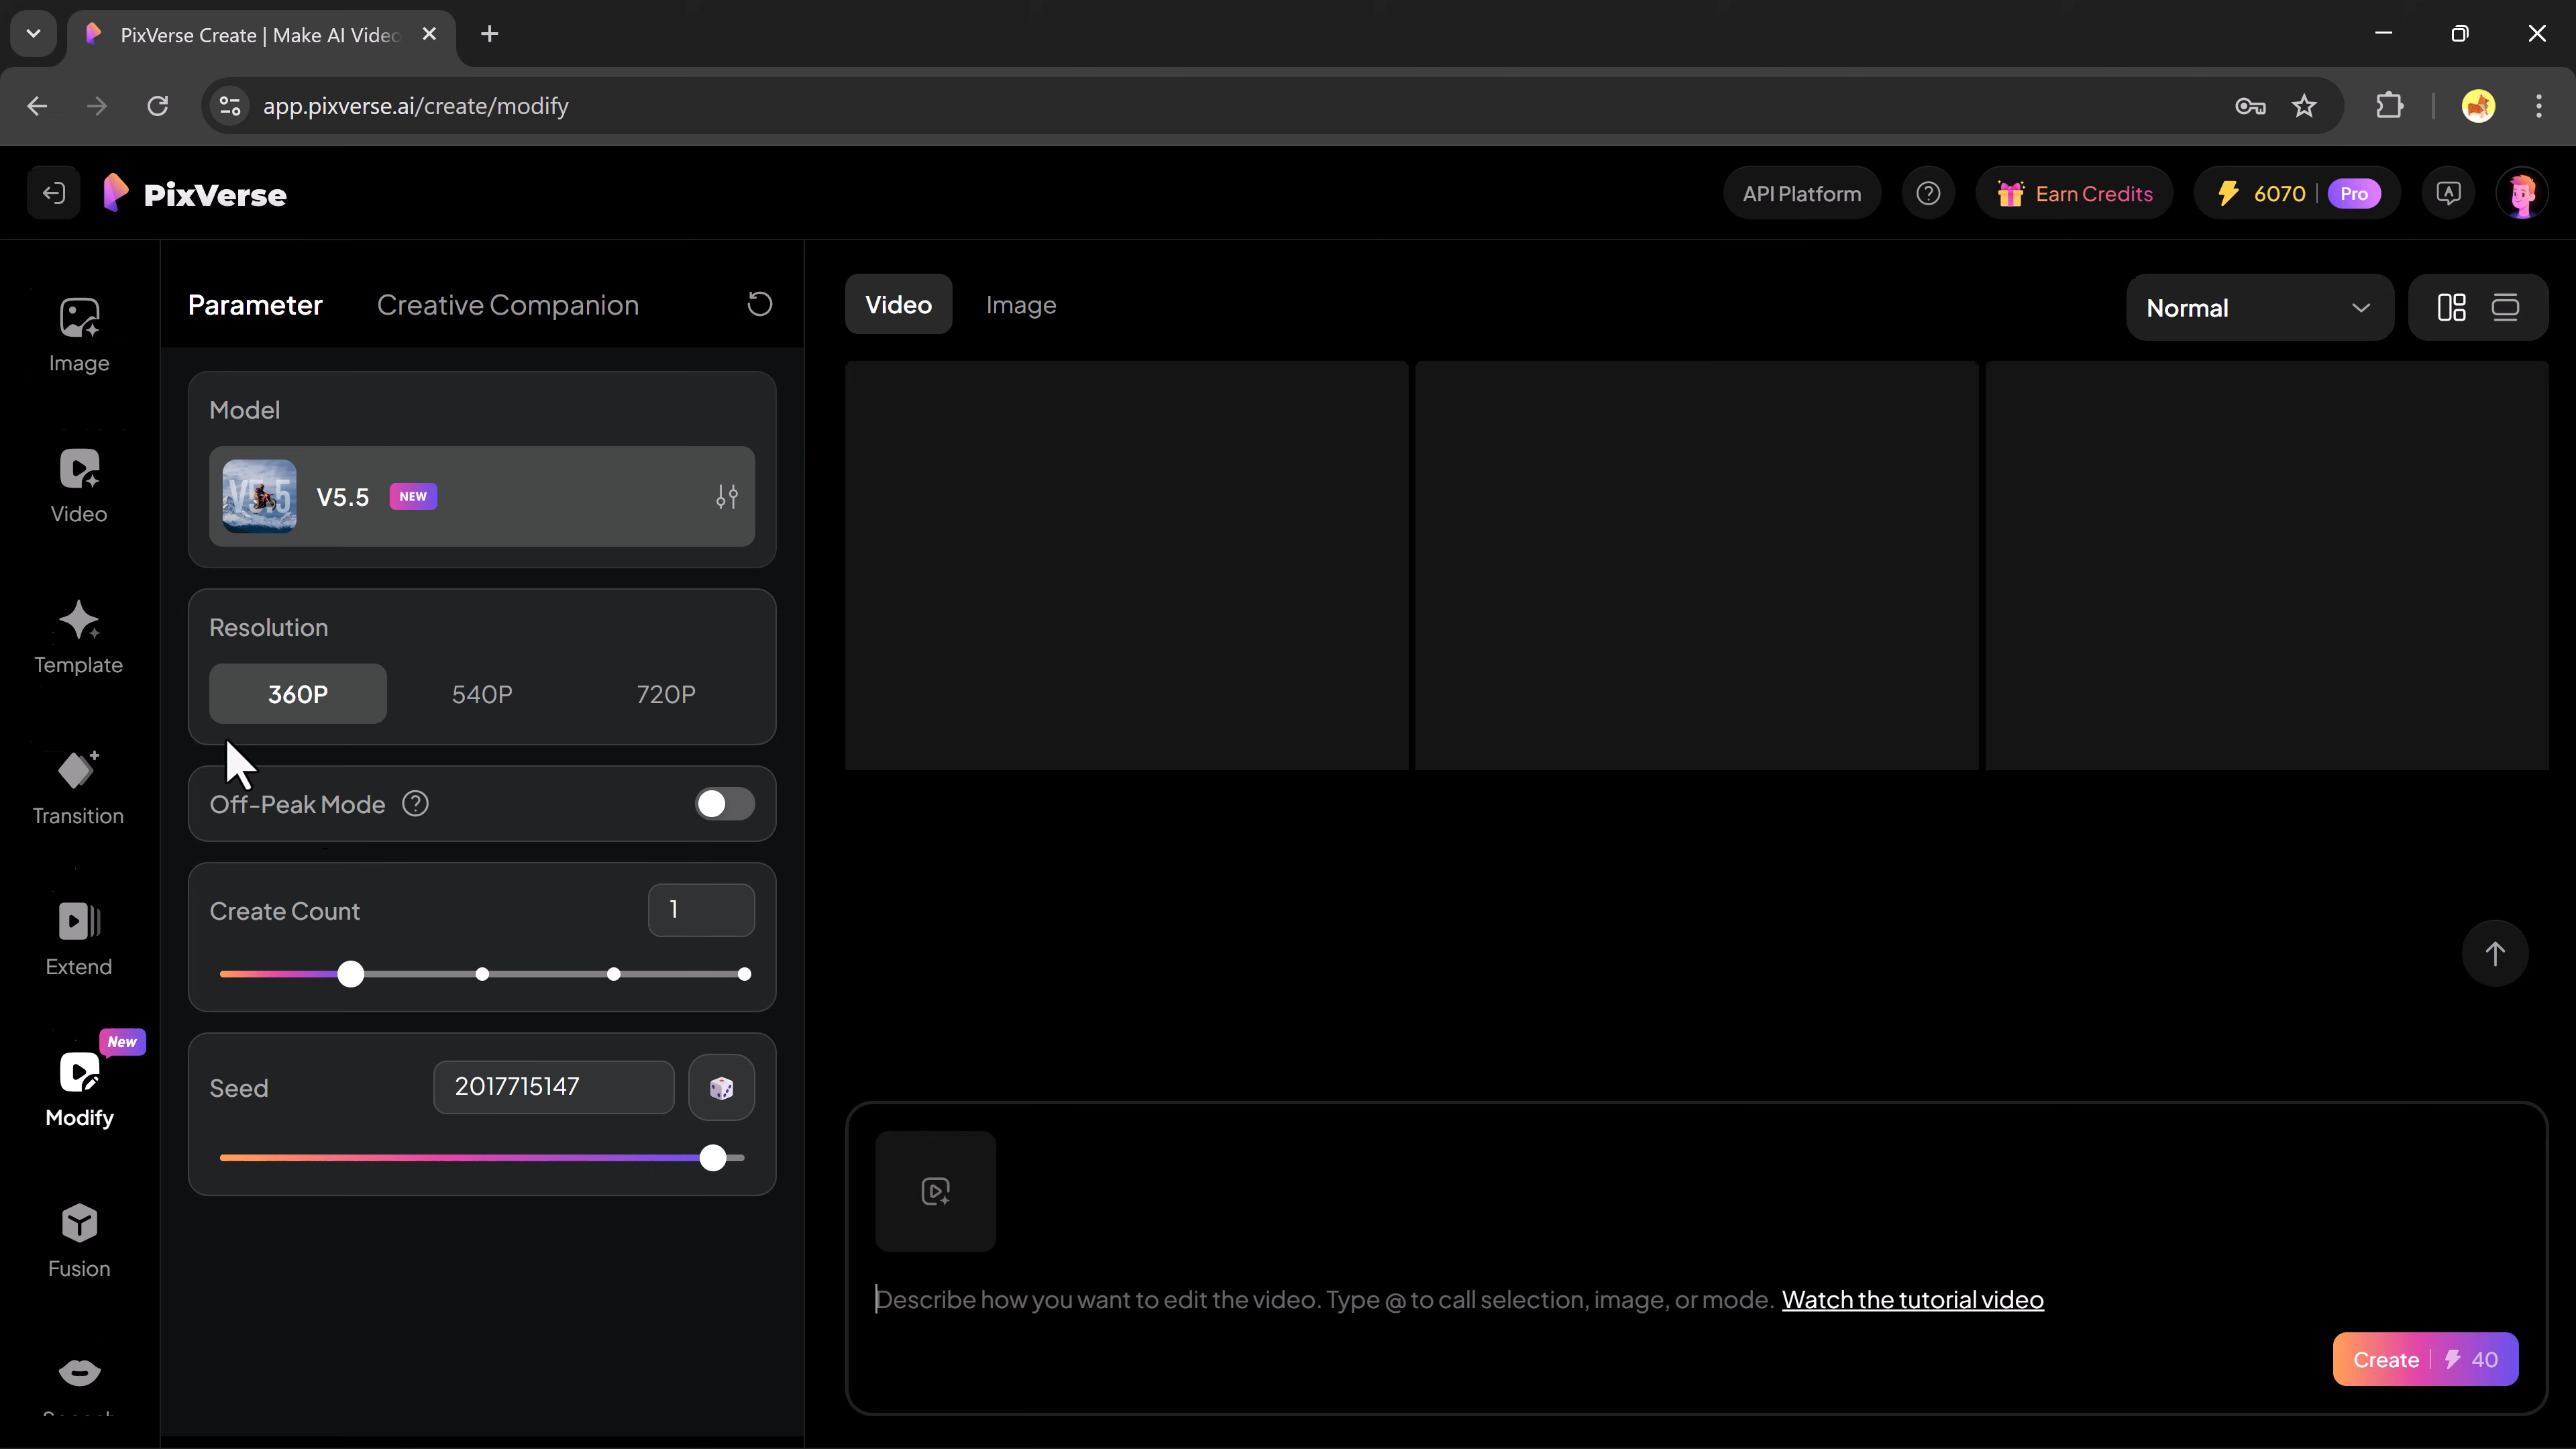 PixVerse Create | Make AI Video
app.pixverse.ai/create/modify
PixVerse
API Platform
Earn Credits
6070
Pro
Image
Video
Template
Transition
Extend
New
Modify
Fusion
Parameter
Creative Companion
Model
V5.5
V5.5
NEW
Resolution
360P
540P
720P
Off-Peak Mode
Create Count
1
Seed
2017715147
Video
Image
Normal
Describe how you want to edit the video. Type @ to call selection, image, or mode. Watch the tutorial video
Create
40